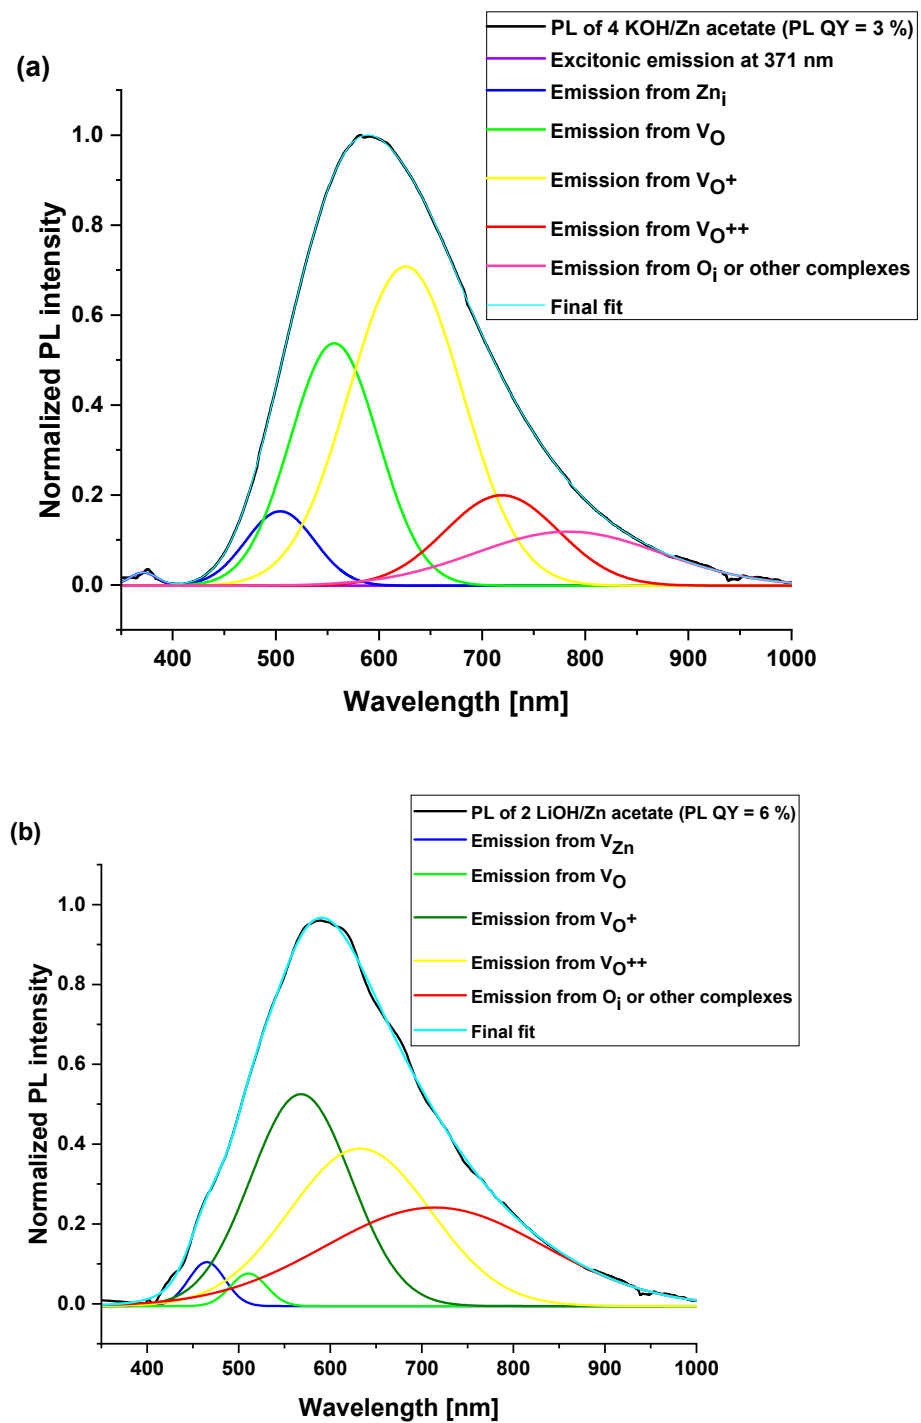 PL of 4 KOH/Zn acetate (PL QY = 3 %)
Excitonic emission at 371 nm
Emission from Zni
Emission from VO
Emission from VO+
Emission from VO++
Emission from Oi or other complexes
Final fit
(a)
Normalized PL intensity
1.0
0.8
0.6
0.4
0.2
0.0
400 500 600 700 800 900 1000
Wavelength [nm]
PL of 2 LiOH/Zn acetate (PL QY = 6 %)
Emission from VZn
Emission from VO
Emission from VO+
Emission from VO++
Emission from Oi or other complexes
Final fit
(b)
Normalized PL intensity
1.0
0.8
0.6
0.4
0.2
0.0
400 500 600 700 800 900 1000
Wavelength [nm]